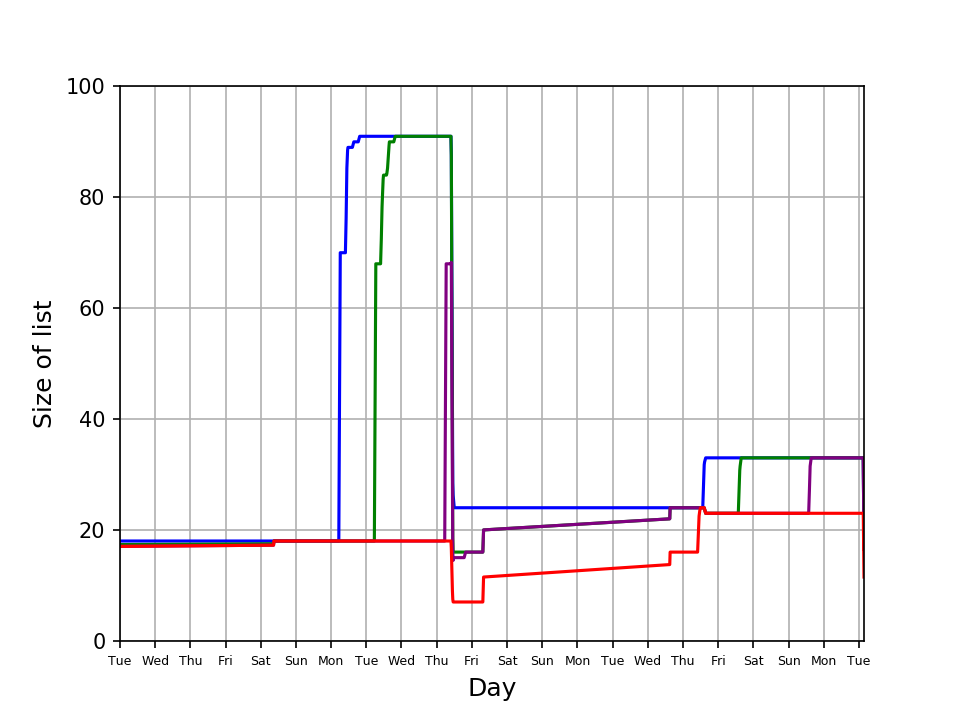 100
80
60
40
20
0
Size of list
Tue Wed Thu Fri Sat Sun Mon Tue Wed Thu Fri Sat Sun Mon Tue Wed Thu Fri Sat Sun Mon Tue
Day